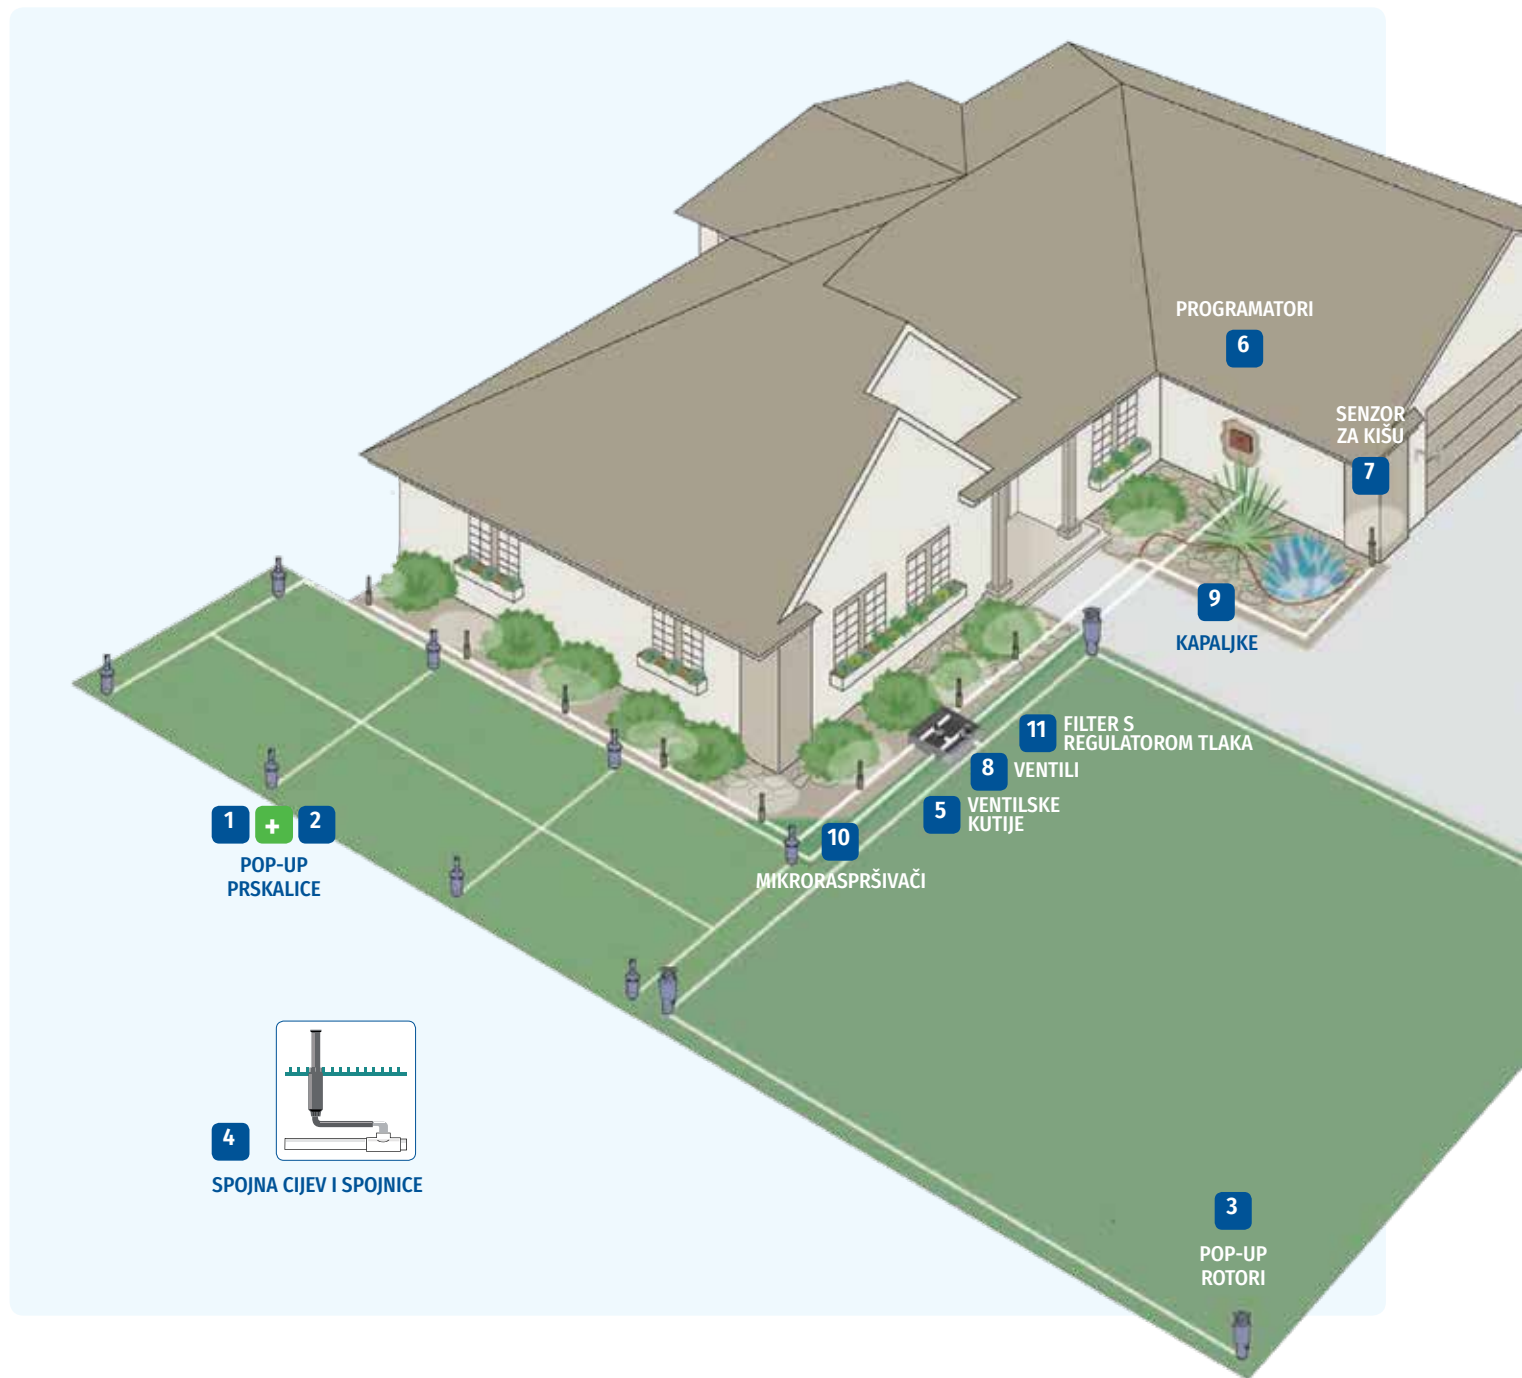 PROGRAMATORI
6
SENZOR
ZA KIŠU
7
9
KAPALJKE
11 FILTER S
REGULATOROM TLAKA
8 VENTILI
5 VENTILSKE
KUTIJE
10
MIKRORASPRŠIVAČI
1 + 2
POP-UP
PRSKALICE
4
SPOJNA CIJEV I SPOJNICE
3
POP-UP
ROTORI